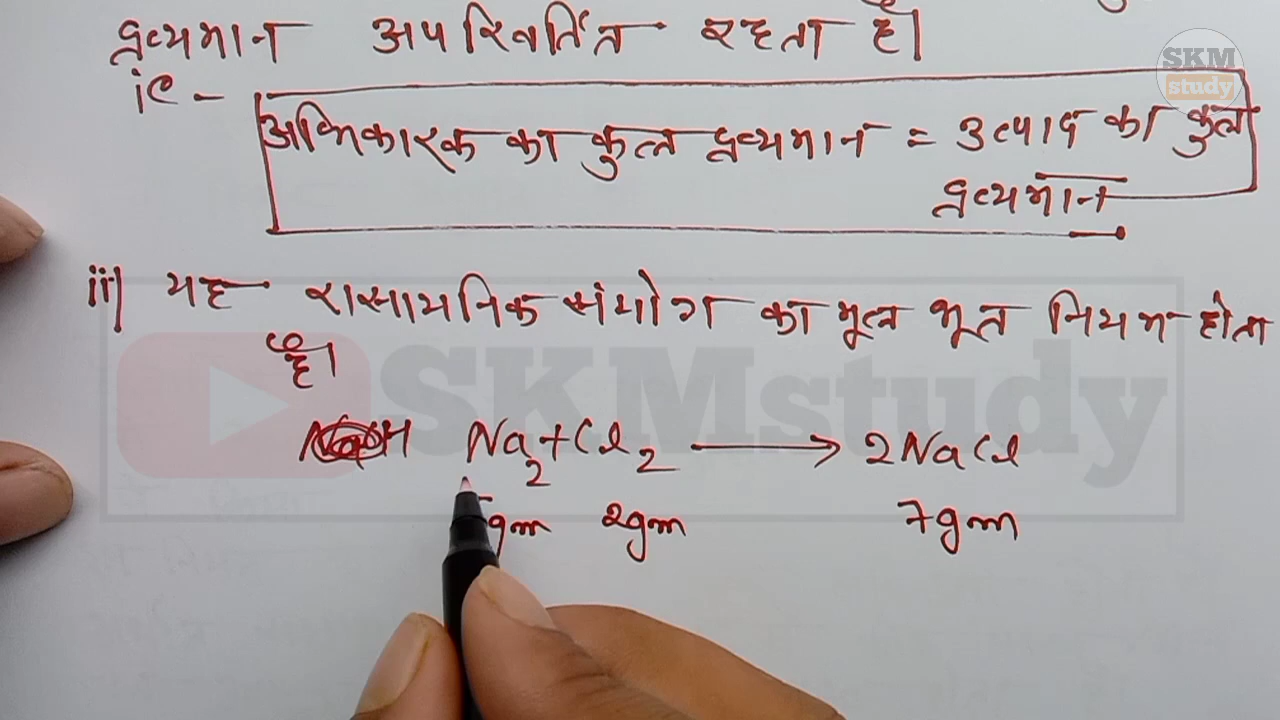 द्रव्यमान अपरिवर्तित रहता है।
SKM
study
ie -
अभिकारक का कुल द्रव्यमान = उत्पाद का कुल
द्रव्यमान
ii) यह रासायनिक संयोग का मूल भूत नियम होता
है।
SKMstudy
Na2+Cl2 → 2NaCl
gm 2gm 7gm